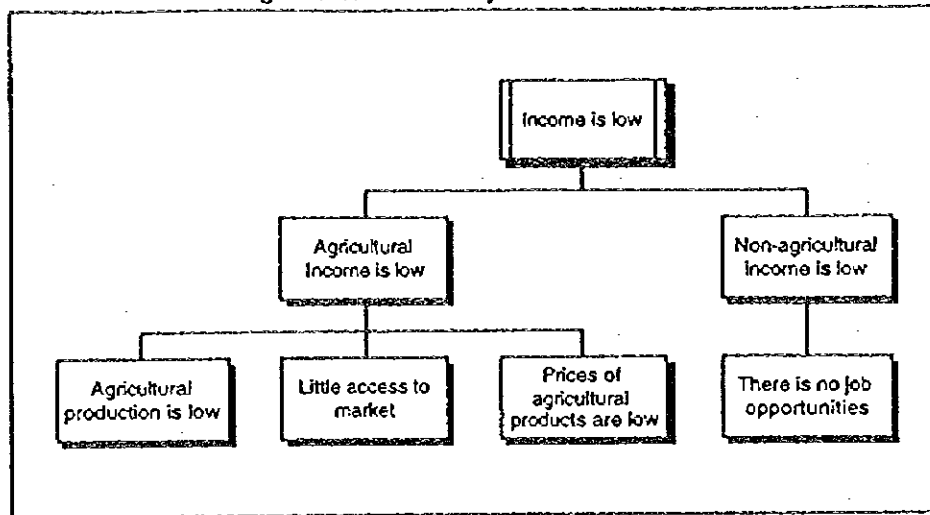 Income is low
Agricultural
Income is low
Non-agricultural
Income is low
Agricultural
production is low
Little access to
market
Prices of
agricultural
products are low
There is no job
opportunities